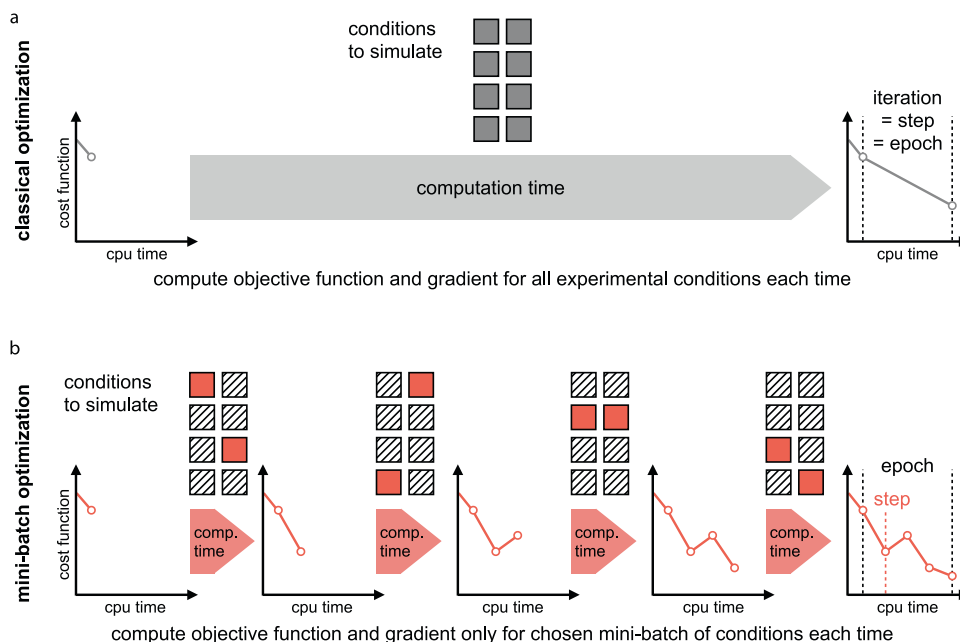 a
classical optimization
conditions
to simulate
cost function
cpu time
computation time
iteration
= step
= epoch
cpu time
compute objective function and gradient for all experimental conditions each time
b
mini-batch optimization
conditions
to simulate
cost function
cpu time
comp.
time
cpu time
comp.
time
cpu time
comp.
time
cpu time
comp.
time
epoch
step
cpu time
compute objective function and gradient only for chosen mini-batch of conditions each time